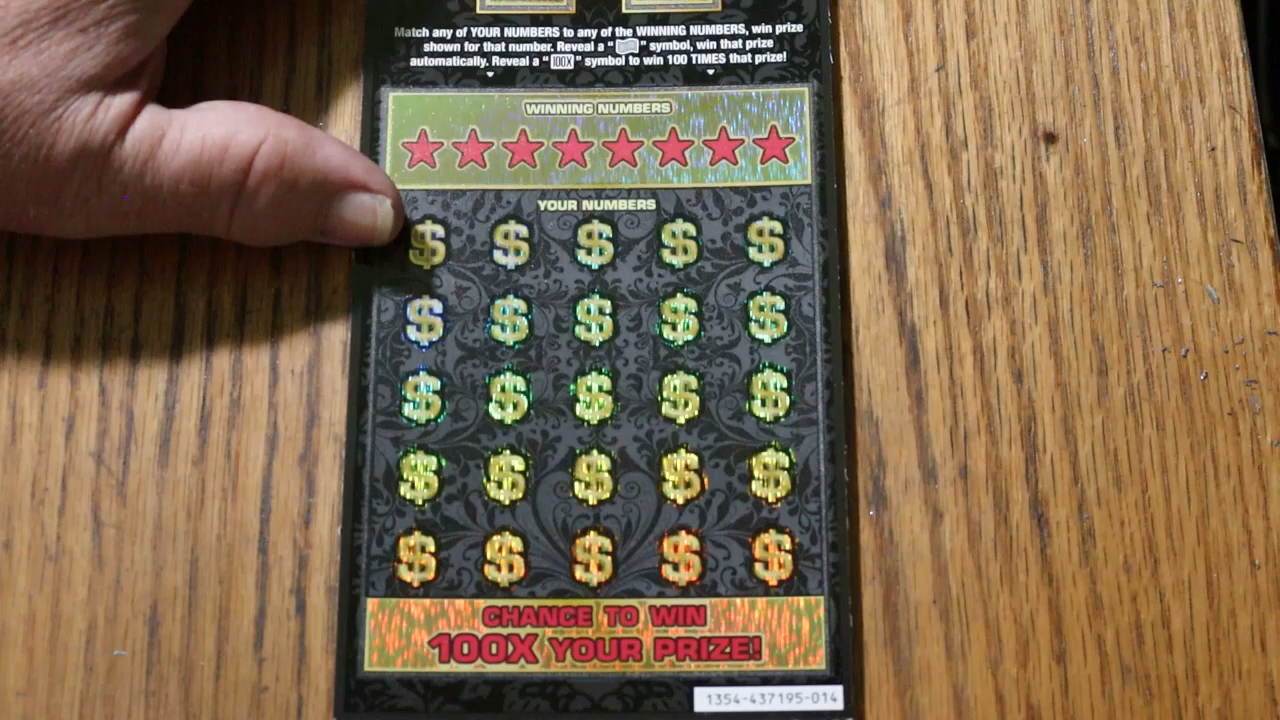 Match any of YOUR NUMBERS to any of the WINNING NUMBERS, win prize
shown for that number. Reveal a " " symbol, win that prize
automatically. Reveal a "100X" symbol to win 100 TIMES that prize!
WINNING NUMBERS
YOUR NUMBERS
$ $ $ $ $
$ $ $ $ $
$ $ $ $ $
$ $ $ $ $
$ $ $ $ $
CHANCE TO WIN
100X YOUR PRIZE!
1354-437195-014